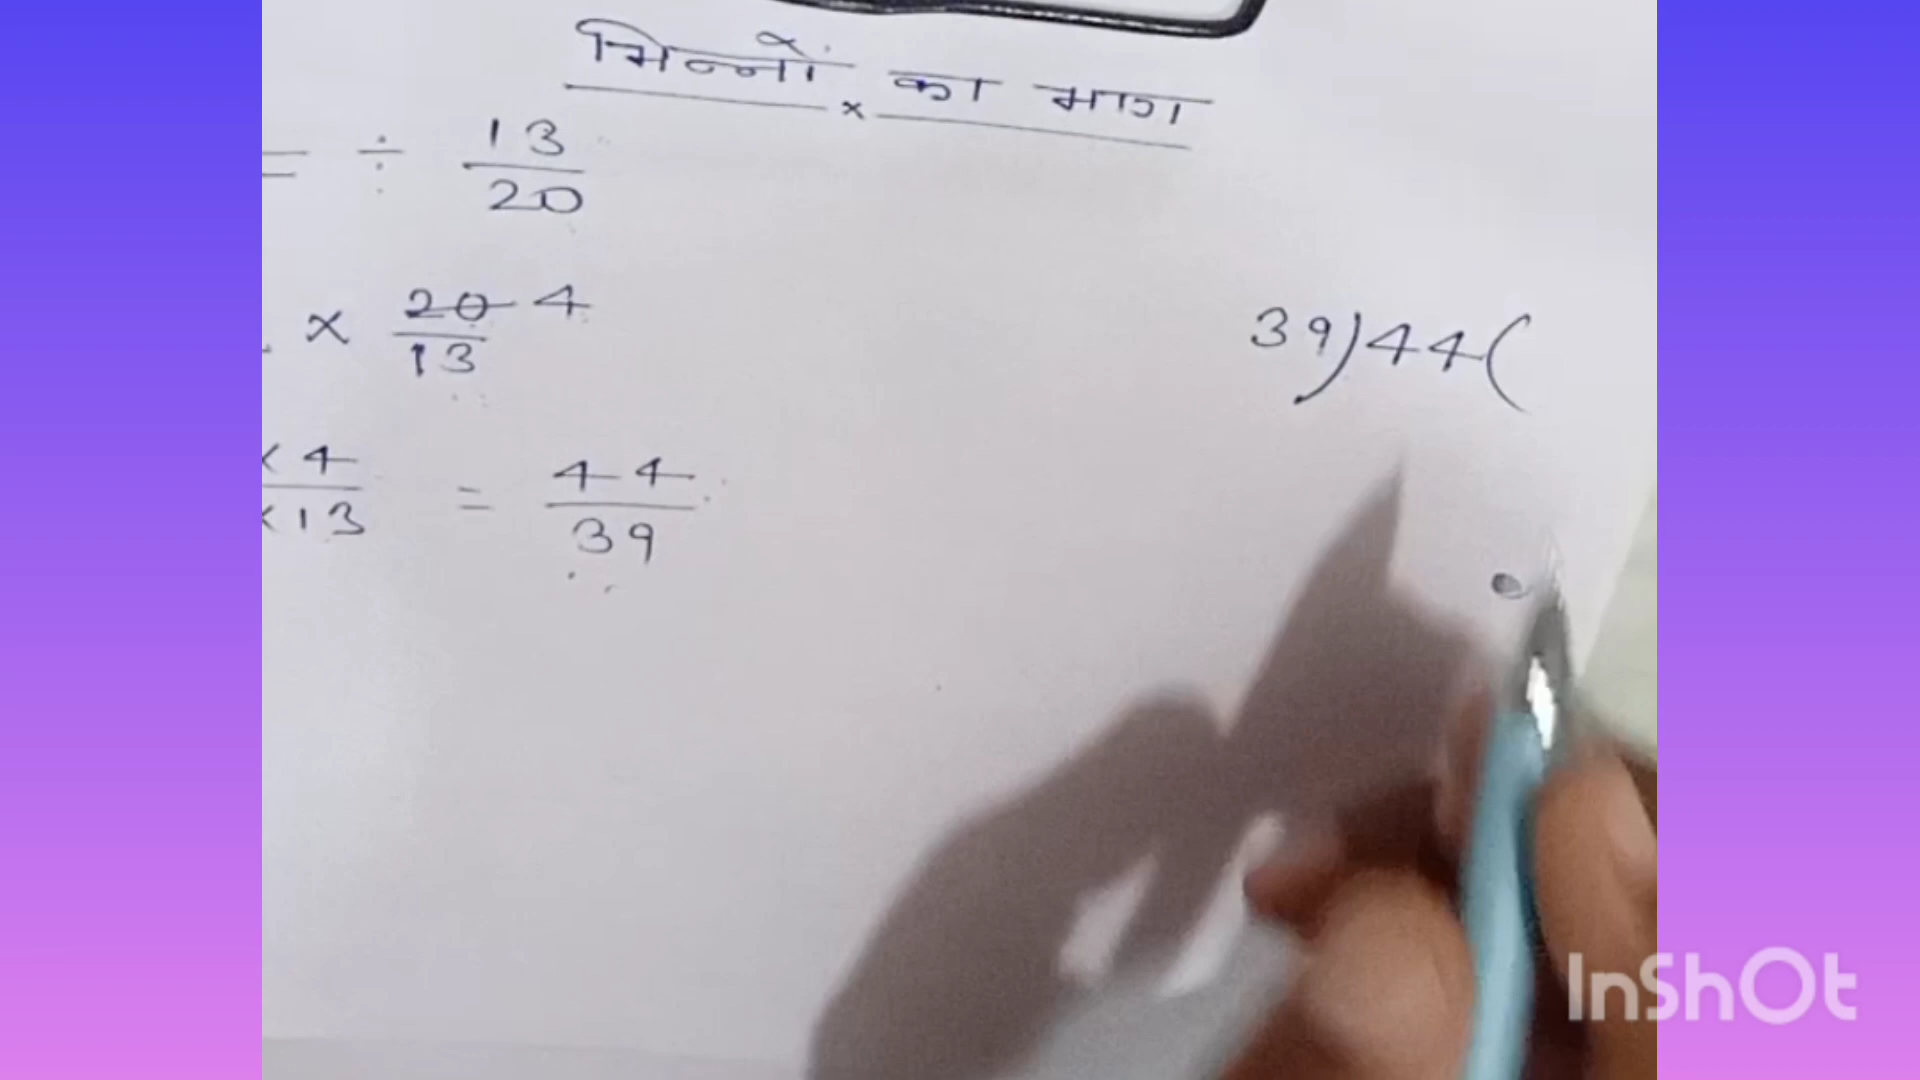 भिन्नों का भाग
= ÷ 13/20
× 20/13 4
× 4/× 13 = 44/39
39)44(
InShOt